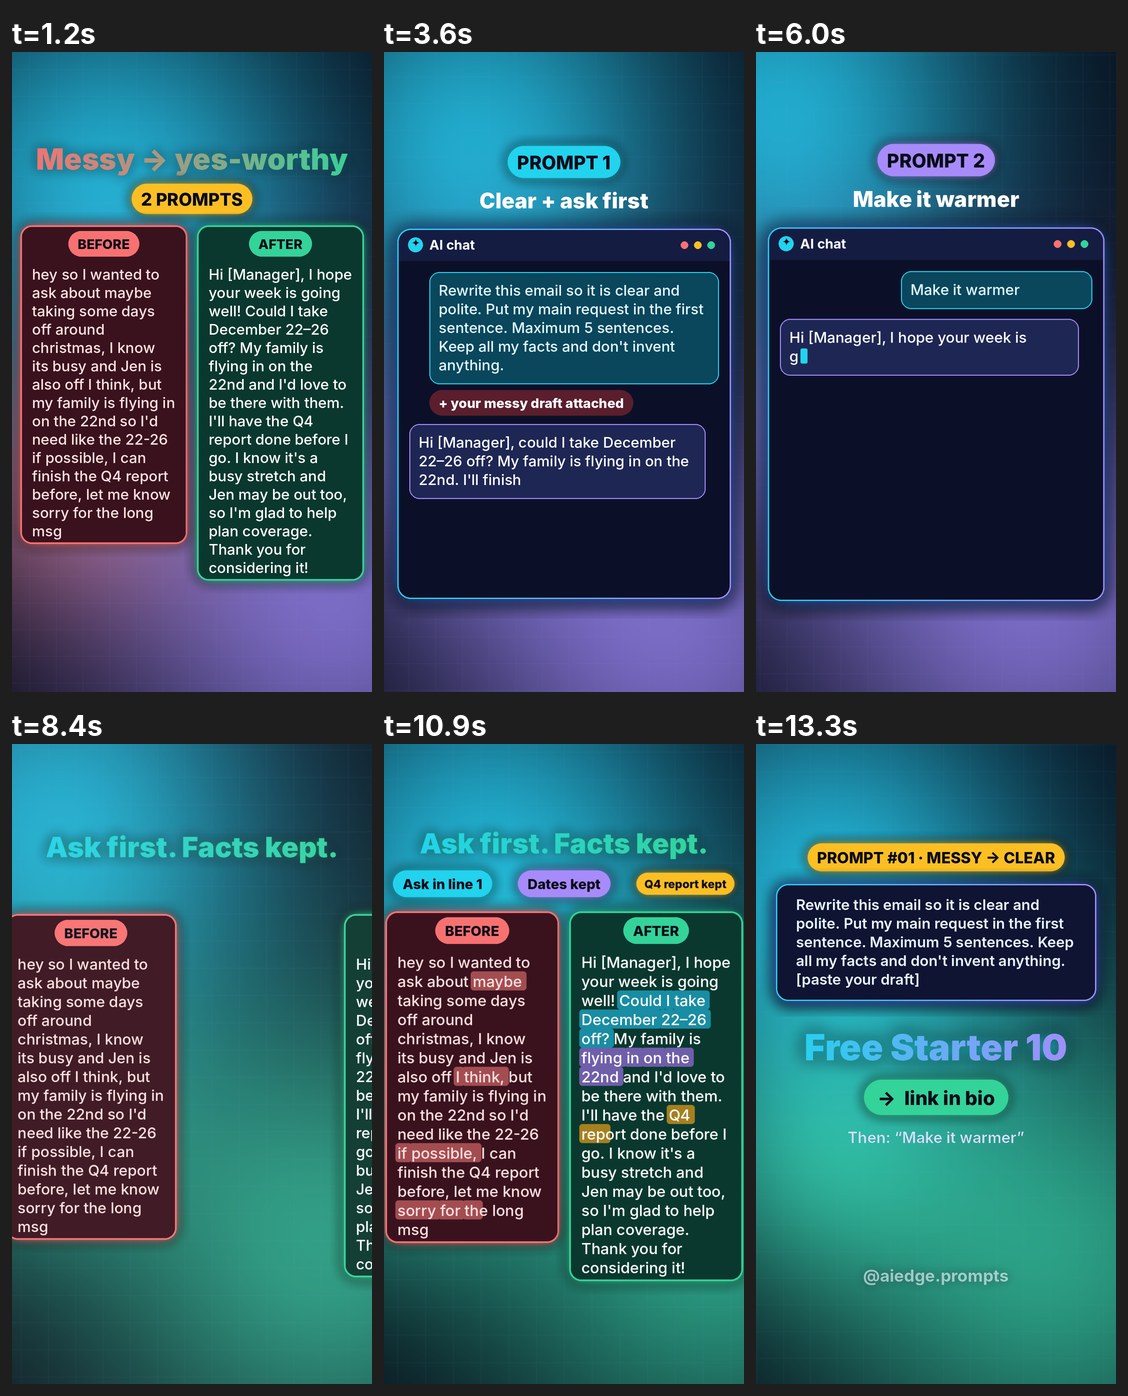 t=1.2s
Messy → yes-worthy
2 PROMPTS
BEFORE
hey so I wanted to
ask about maybe
taking some days
off around
christmas, I know
its busy and Jen is
also off I think, but
my family is flying in
on the 22nd so I'd
need like the 22-26
if possible, I can
finish the Q4 report
before, let me know
sorry for the long
msg
AFTER
Hi [Manager], I hope
your week is going
well! Could I take
December 22–26
off? My family is
flying in on the
22nd and I'd love to
be there with them.
I'll have the Q4
report done before I
go. I know it's a
busy stretch and
Jen may be out too,
so I'm glad to help
plan coverage.
Thank you for
considering it!
t=3.6s
PROMPT 1
Clear + ask first
AI chat
Rewrite this email so it is clear and
polite. Put my main request in the first
sentence. Maximum 5 sentences.
Keep all my facts and don't invent
anything.
+ your messy draft attached
Hi [Manager], could I take December
22–26 off? My family is flying in on the
22nd. I'll finish
t=6.0s
PROMPT 2
Make it warmer
AI chat
Make it warmer
Hi [Manager], I hope your week is
g
t=8.4s
Ask first. Facts kept.
BEFORE
hey so I wanted to
ask about maybe
taking some days
off around
christmas, I know
its busy and Jen is
also off I think, but
my family is flying in
on the 22nd so I'd
need like the 22-26
if possible, I can
finish the Q4 report
before, let me know
sorry for the long
msg
Hi
yo
we
De
of
fly
22
be
I'll
rep
go
bu
Je
so
pla
Th
co
t=10.9s
Ask first. Facts kept.
Ask in line 1
Dates kept
Q4 report kept
BEFORE
hey so I wanted to
ask about maybe
taking some days
off around
christmas, I know
its busy and Jen is
also off I think, but
my family is flying in
on the 22nd so I'd
need like the 22-26
if possible, I can
finish the Q4 report
before, let me know
sorry for the long
msg
AFTER
Hi [Manager], I hope
your week is going
well! Could I take
December 22–26
off? My family is
flying in on the
22nd and I'd love to
be there with them.
I'll have the Q4
report done before I
go. I know it's a
busy stretch and
Jen may be out too,
so I'm glad to help
plan coverage.
Thank you for
considering it!
t=13.3s
PROMPT #01 · MESSY → CLEAR
Rewrite this email so it is clear and
polite. Put my main request in the first
sentence. Maximum 5 sentences. Keep
all my facts and don't invent anything.
[paste your draft]
Free Starter 10
→ link in bio
Then: “Make it warmer”
@aiedge.prompts